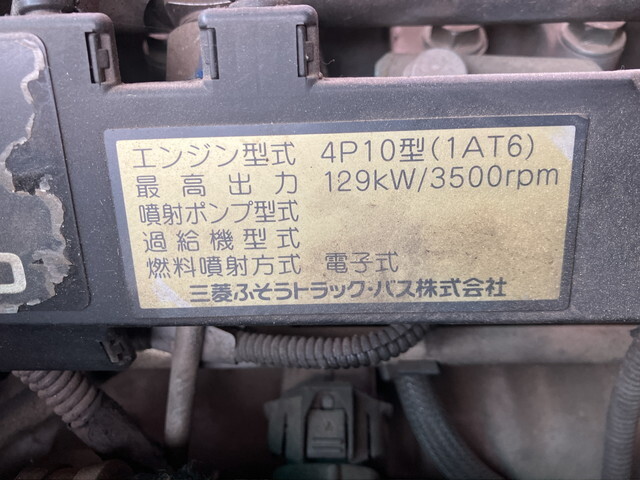 エンジン型式 4P10型(1AT6)
最高出力 129kW/3500rpm
噴射ポンプ型式
過給機型式
燃料噴射方式 電子式
三菱ふそうトラック・バス株式会社